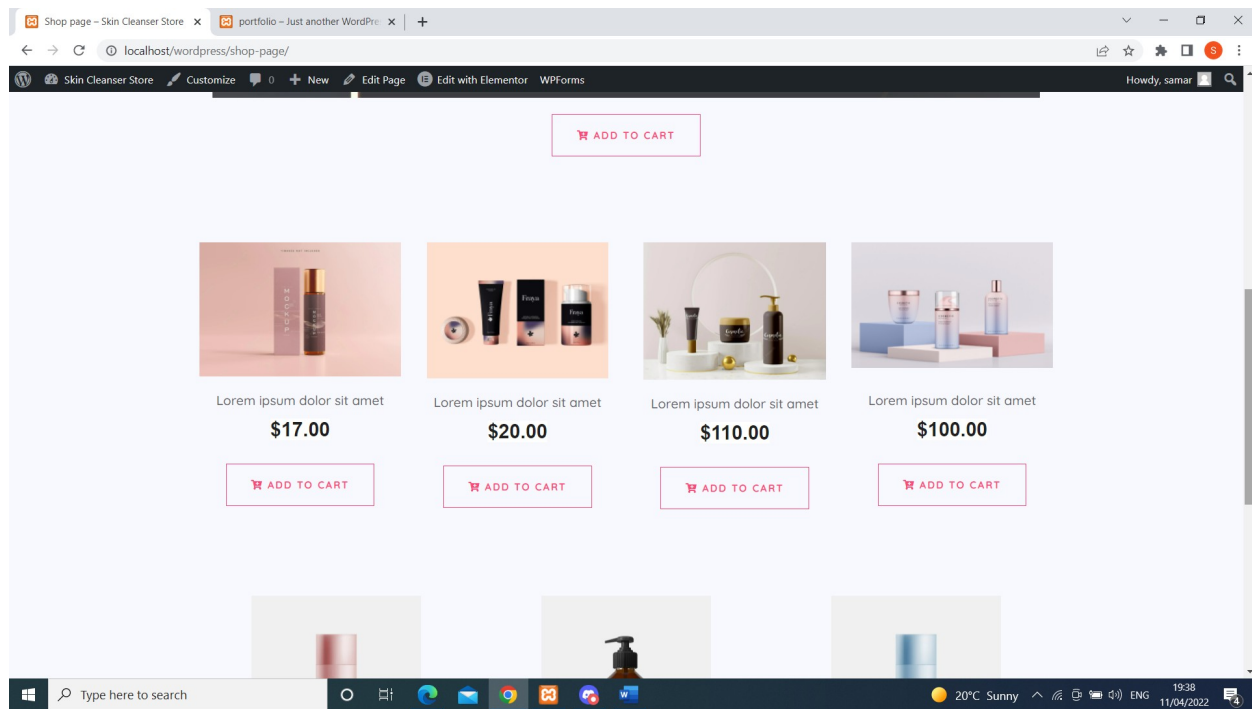 Shop page – Skin Cleanser Store
portfolio – Just another WordPre
localhost/wordpress/shop-page/
S
Skin Cleanser Store Customize 0 New Edit Page Edit with Elementor WPForms Howdy, samar
ADD TO CART
MOCPOP
Fraya
Fraya
Lorem ipsum dolor sit amet
$17.00
ADD TO CART
Lorem ipsum dolor sit amet
$20.00
ADD TO CART
Lorem ipsum dolor sit amet
$110.00
ADD TO CART
Lorem ipsum dolor sit amet
$100.00
ADD TO CART
Type here to search
20°C Sunny ENG 19:38
11/04/2022
4